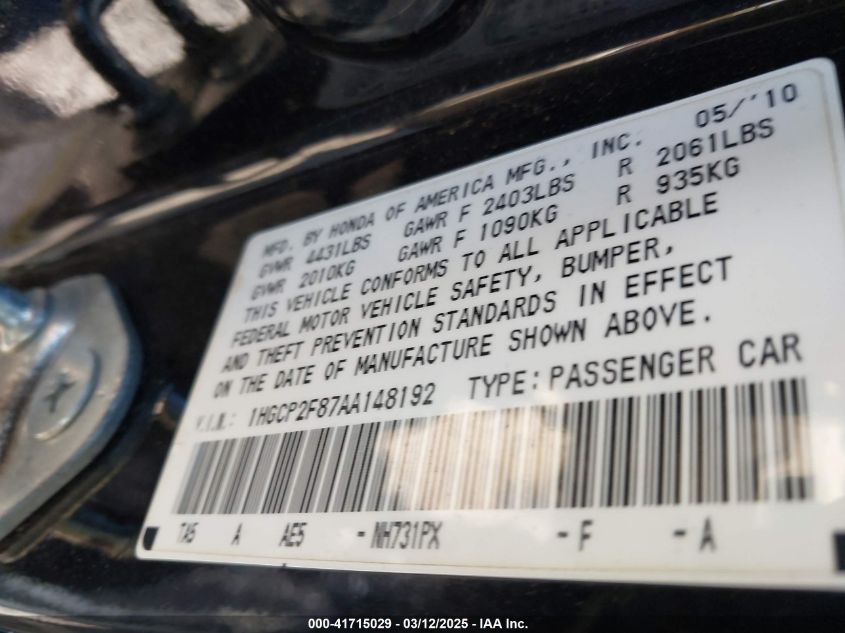 05/'10
MFD. BY HONDA OF AMERICA MFG., INC.
GVWR 4431LBS GAWR F 2403LBS R 2061LBS
GVWR 2010KG GAWR F 1090KG R 935KG
THIS VEHICLE CONFORMS TO ALL APPLICABLE
FEDERAL MOTOR VEHICLE SAFETY, BUMPER,
AND THEFT PREVENTION STANDARDS IN EFFECT
ON THE DATE OF MANUFACTURE SHOWN ABOVE.
V.I.N.: 1HGCP2F87AA148192 TYPE:PASSENGER CAR
TA5 A AE5 -NH731PX -F -A
000-41715029 - 03/12/2025 - IAA Inc.